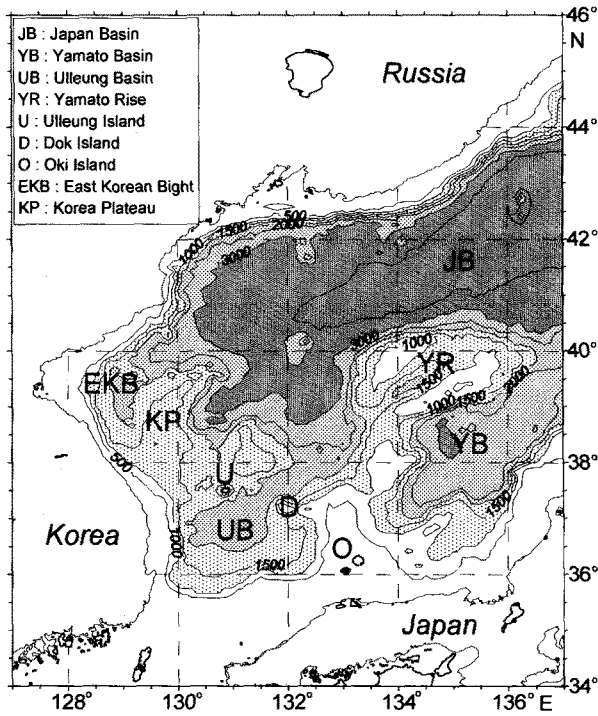 JB : Japan Basin
YB : Yamato Basin
UB : Ulleung Basin
YR : Yamato Rise
U : Ulleung Island
D : Dok Island
O : Oki Island
EKB : East Korean Bight
KP : Korea Plateau
46°
N
Russia
44°
500
1500
2000
1000
3000
42°
JB
3000
1000
YR
40°
1500
2000
EKB
1000
1500
KP
YB
500
38°
U
D
1500
UB
1000
Korea
O
1500
36°
Japan
34°
128°
130°
132°
134°
136°
E